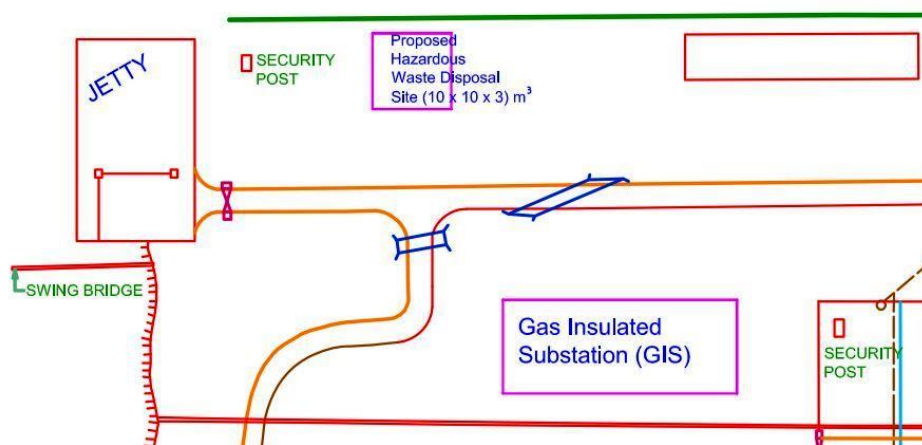 JETTY
SECURITY
POST
Proposed
Hazardous
Waste Disposal
Site (10 x 10 x 3) m³
SWING BRIDGE
Gas Insulated
Substation (GIS)
SECURITY
POST